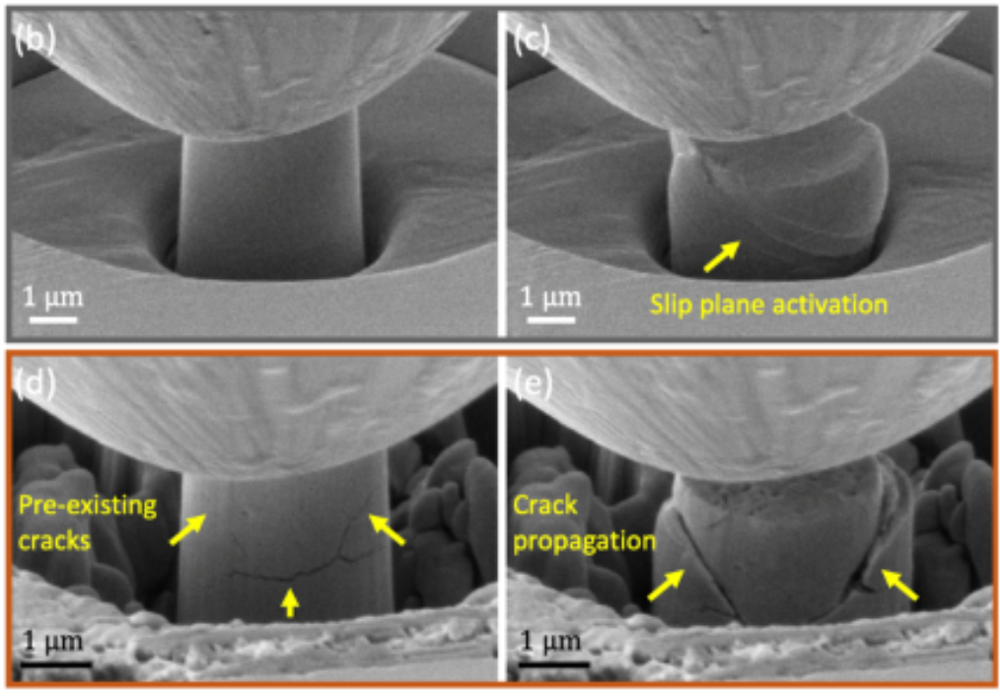 (b)
(c)
1 μm
1 μm
Slip plane activation
(d)
(e)
Pre-existing
cracks
Crack
propagation
1 μm
1 μm